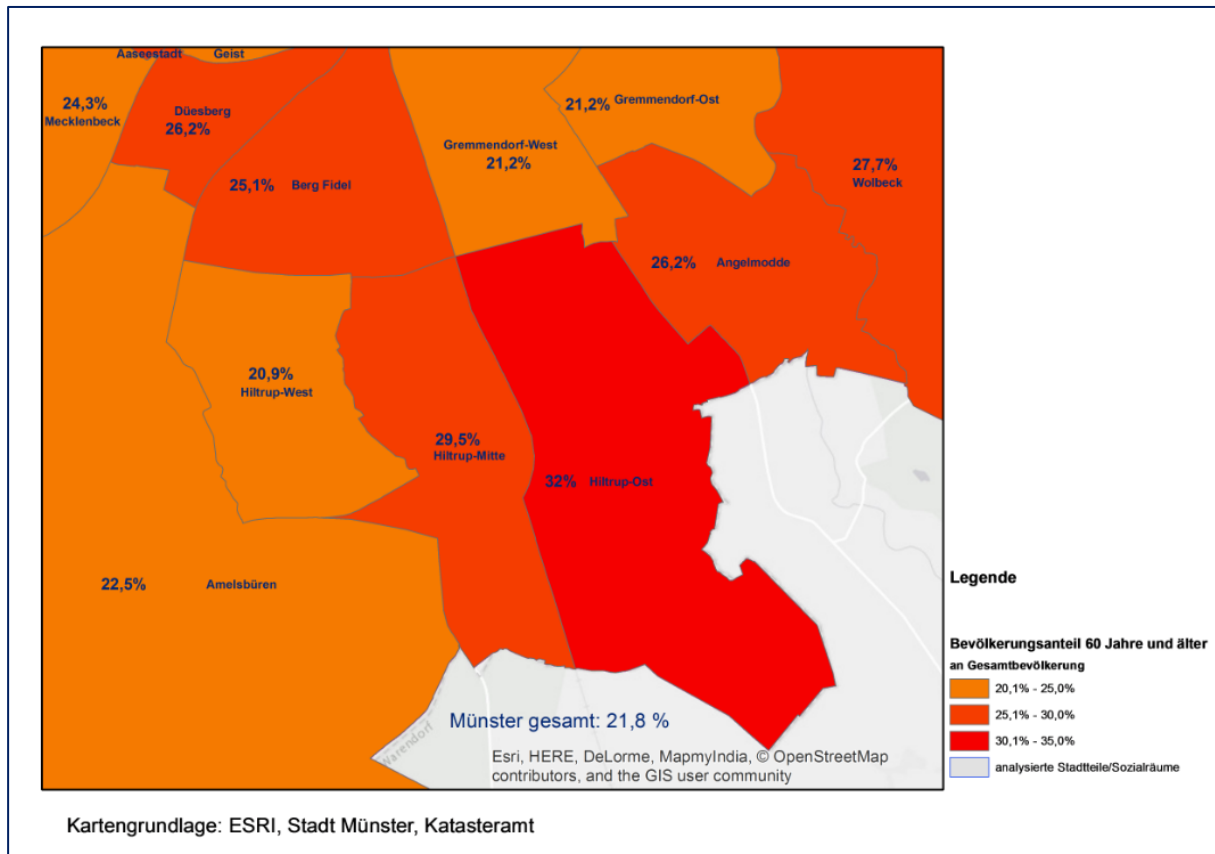 Aaseestadt
Geist
24,3%
Mecklenbeck
Düesberg
26,2%
25,1% Berg Fidel
Gremmendorf-West
21,2%
21,2% Gremmendorf-Ost
27,7%
Wolbeck
26,2% Angelmodde
20,9%
Hiltrup-West
29,5%
Hiltrup-Mitte
32% Hiltrup-Ost
22,5% Amelsbüren
Warendorf
Münster gesamt: 21,8 %
Esri, HERE, DeLorme, MapmyIndia, © OpenStreetMap
contributors, and the GIS user community
Legende
Bevölkerungsanteil 60 Jahre und älter
an Gesamtbevölkerung
20,1% - 25,0%
25,1% - 30,0%
30,1% - 35,0%
analysierte Stadtteile/Sozialräume
Kartengrundlage: ESRI, Stadt Münster, Katasteramt